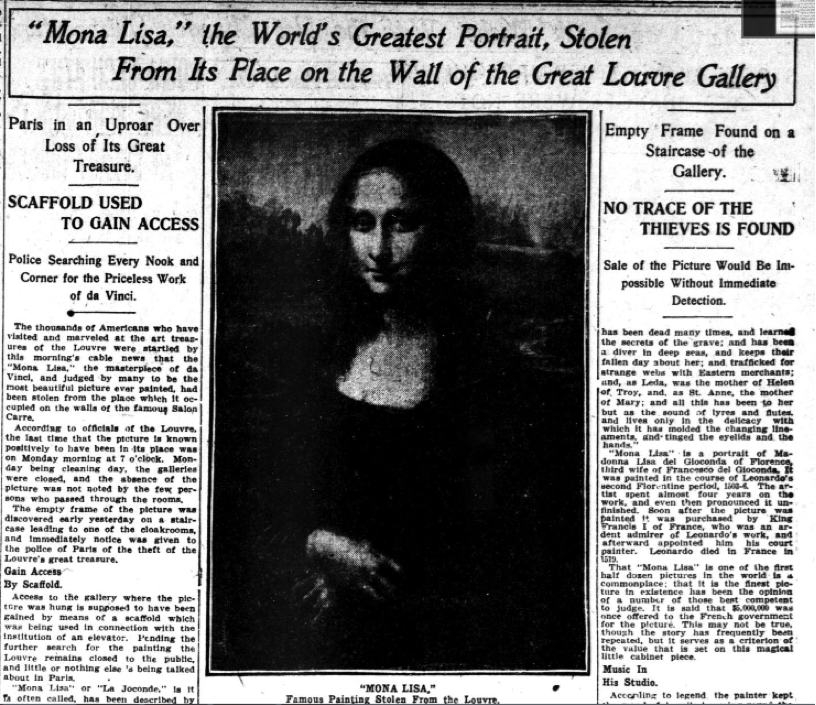 "Mona Lisa," the World's Greatest Portrait, Stolen
From Its Place on the Wall of the Great Louvre Gallery
Paris in an Uproar Over
Loss of Its Great
Treasure.
SCAFFOLD USED
TO GAIN ACCESS
Police Searching Every Nook and
Corner for the Priceless Work
of da Vinci.
The thousands of Americans who have
visited and marveled at the art treas-
ures of the Louvre were startled by
this morning's cable news that the
"Mona Lisa," the masterpiece of da
Vinci, and judged by many to be the
most beautiful picture ever painted, had
been stolen from the place which it oc-
cupied on the walls of the famous Salon
Carre.
According to officials of the Louvre,
the last time that the picture is known
positively to have been in its place was
on Monday morning at 7 o'clock. Mon-
day being cleaning day, the galleries
were closed, and the absence of the
picture was not noted by the few per-
sons who passed through the rooms.
The empty frame of the picture was
discovered early yesterday on a stair-
case leading to one of the cloakrooms,
and immediately notice was given to
the police of Paris of the theft of the
Louvre's great treasure.
Gain Access
By Scaffold.
Access to the gallery where the pic-
ture was hung is supposed to have been
gained by means of a scaffold which
was being used in connection with the
institution of an elevator. Pending the
further search for the painting the
Louvre remains closed to the public,
and little or nothing else is being talked
about in Paris.
"Mona Lisa" or "La Joconde," is it
is often called, has been described by
"MONA LISA,"
Famous Painting Stolen From the Louvre.
Empty Frame Found on a
Staircase of the
Gallery.
NO TRACE OF THE
THIEVES IS FOUND
Sale of the Picture Would Be Im-
possible Without Immediate
Detection.
has been dead many times, and learned
the secrets of the grave; and has been
a diver in deep seas, and keeps their
fallen day about her; and trafficked for
strange webs with Eastern merchants;
and, as Leda, was the mother of Helen
of Troy, and, as St. Anne, the mother
of Mary; and all this has been to her
but as the sound of lyres and flutes,
and lives only in the delicacy with
which it has molded the changing line-
aments, and tinged the eyelids and the
hands."
"Mona Lisa" is a portrait of Ma-
donna Lisa del Gioconda of Florence,
third wife of Francesco del Gioconda. It
was painted in the course of Leonardo's
second Florentine period, 1503-6. The ar-
tist spent almost four years on the
work, and even then pronounced it un-
finished. Soon after the picture was
painted it was purchased by King
Francis I of France, who was an ar-
dent admirer of Leonardo's work, and
afterward appointed him his court
painter. Leonardo died in France in
1519.
That "Mona Lisa" is one of the first
half dozen pictures in the world is a
commonplace; that it is the finest pic-
ture in existence has been the opinion
of a number of those best competent
to judge. It is said that $5,000,000 was
once offered to the French government
for the picture. This may not be true,
though the story has frequently been
repeated, but it serves as a criterion of
the value that is set on this magical
little cabinet piece.
Music In
His Studio.
According to legend, the painter kept